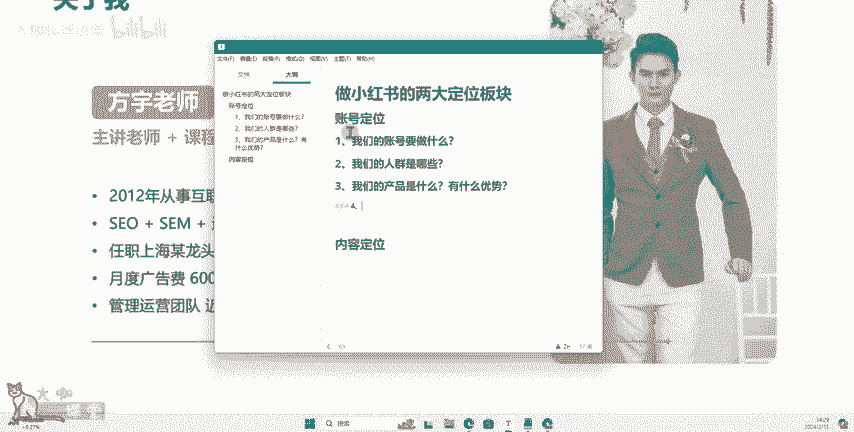 关于我
bilibili
方宇老师
主讲老师 + 课程
• 2012年从事互联
• SEO + SEM +
• 任职上海某龙头
• 月度广告费 600
• 管理运营团队 近
文件(F) 编辑(E) 段落(P) 格式(O) 视图(V) 主题(T) 帮助(H)
文件 大纲
做小红书的两大定位板块
账号定位
1、我们的账号要做什么?
2、我们的人群是哪些?
3、我们的产品是什么?有什么优势?
内容定位
做小红书的两大定位板块
账号定位
1、我们的账号要做什么?
2、我们的人群是哪些?
3、我们的产品是什么?有什么优势?
4、
内容定位
ZH 57 词
大咖
搜索
14:29